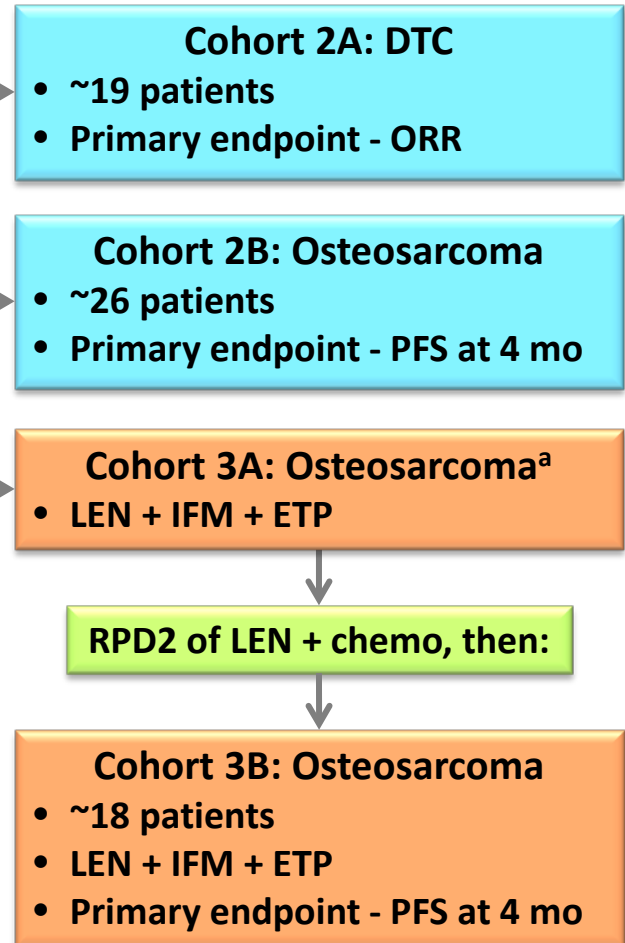 Cohort 2A: DTC
• ~19 patients
• Primary endpoint - ORR
Cohort 2B: Osteosarcoma
• ~26 patients
• Primary endpoint - PFS at 4 mo
Cohort 3A: Osteosarcomaᵃ
• LEN + IFM + ETP
RPD2 of LEN + chemo, then:
Cohort 3B: Osteosarcoma
• ~18 patients
• LEN + IFM + ETP
• Primary endpoint - PFS at 4 mo